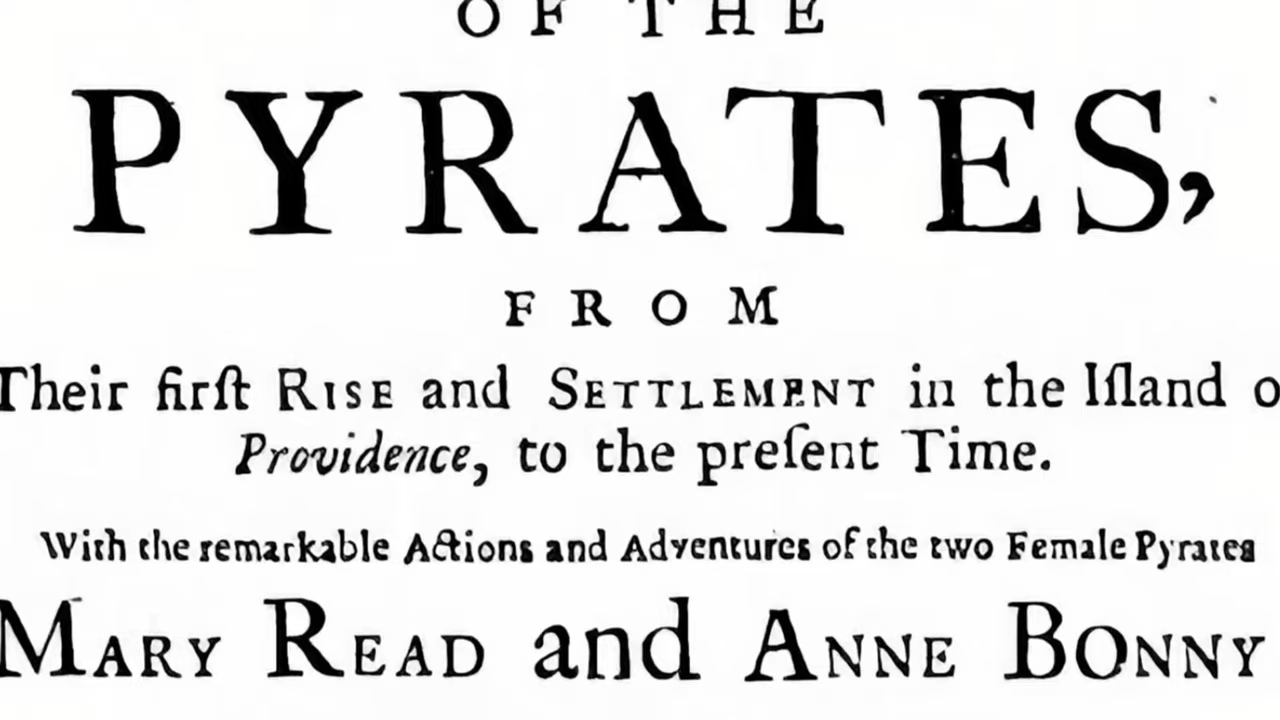 OF THE
PYRATES,
FROM
Their firſt RISE and SETTLEMENT in the Iſland o
Providence, to the preſent Time.
With the remarkable Actions and Adventures of the two Female Pyrates
MARY READ and ANNE BONNY